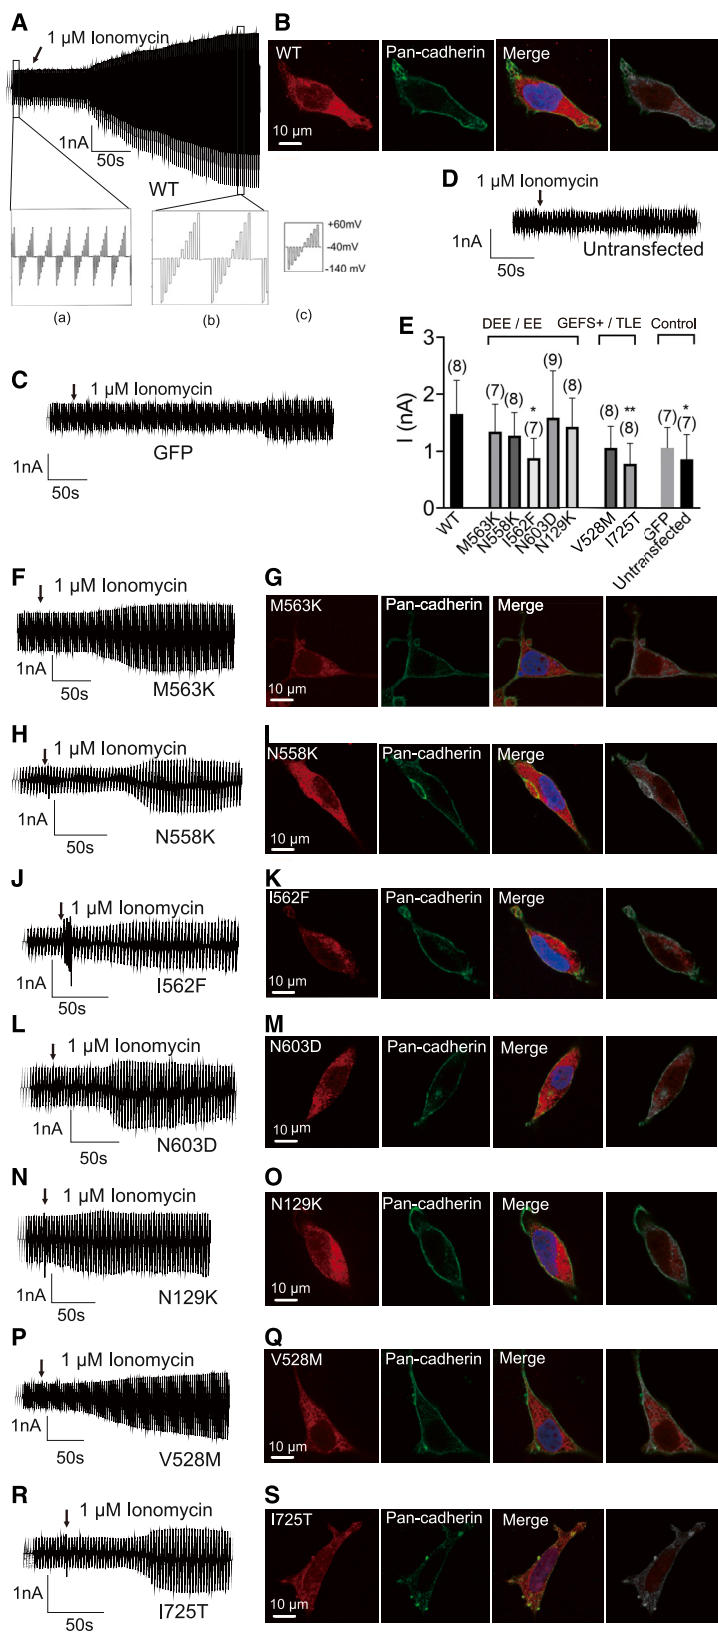 A
1 µM Ionomycin
1nA
50s
WT
(a)
(b)
(c)
+60mV
-40mV
-140 mV
B
WT
Pan-cadherin
Merge
10 µm
C
1 µM Ionomycin
1nA
50s
GFP
D
1 µM Ionomycin
1nA
50s
Untransfected
E
DEE / EE
GEFS+ / TLE
Control
I (nA)
3
2
1
0
(8)
(7)
(8)
*
(7)
(9)
(8)
(8)
**
(8)
(7)
*
(7)
WT
M563K
N558K
I562F
N603D
N129K
V528M
I725T
GFP
Untransfected
F
1 µM Ionomycin
1nA
50s
M563K
G
M563K
Pan-cadherin
Merge
10 µm
H
1 µM Ionomycin
1nA
50s
N558K
I
N558K
Pan-cadherin
Merge
10 µm
J
1 µM Ionomycin
1nA
50s
I562F
K
I562F
Pan-cadherin
Merge
10 µm
L
1 µM Ionomycin
1nA
50s
N603D
M
N603D
Pan-cadherin
Merge
10 µm
N
1 µM Ionomycin
1nA
50s
N129K
O
N129K
Pan-cadherin
Merge
10 µm
P
1 µM Ionomycin
1nA
50s
V528M
Q
V528M
Pan-cadherin
Merge
10 µm
R
1 µM Ionomycin
1nA
50s
I725T
S
I725T
Pan-cadherin
Merge
10 µm